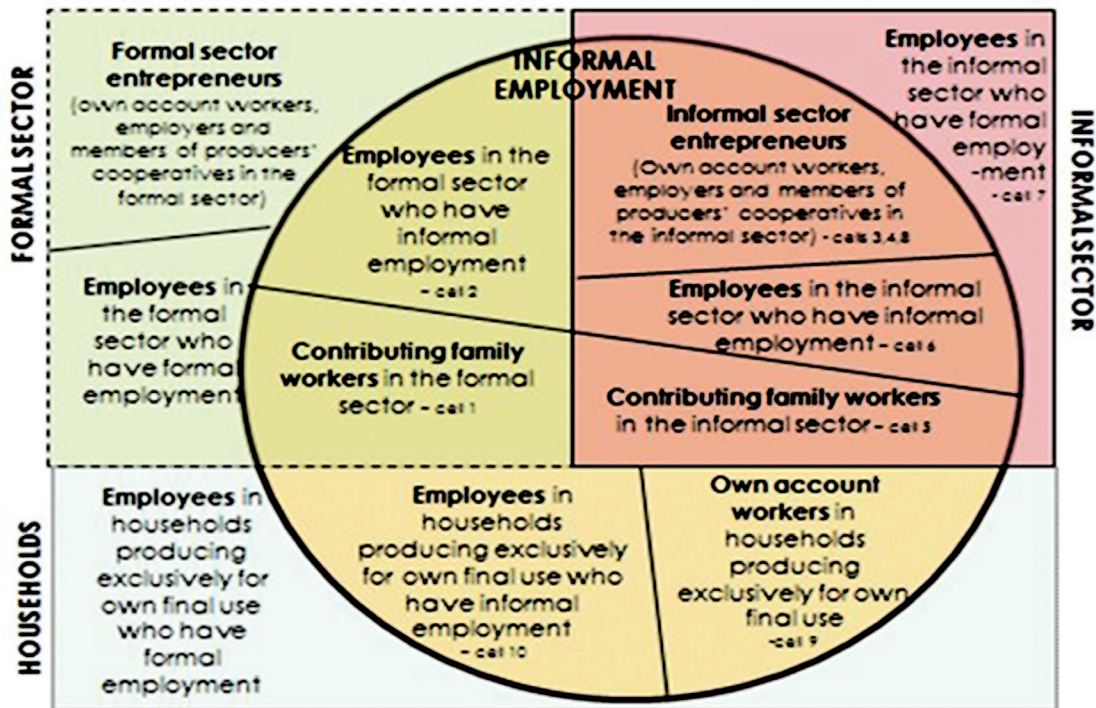 FORMAL SECTOR
Formal sector
entrepreneurs
(own account workers,
employers and
members of producers'
cooperatives in the
formal sector)
Employees in
the formal
sector who
have formal
employment
INFORMAL
EMPLOYMENT
Employees in the
formal sector
who have
informal
employment
- cell 2
Contributing family
workers in the formal
sector - cell 1
Informal sector
entrepreneurs
(Own account workers,
employers and members of
producers' cooperatives in
the informal sector) - cells 3,4,8
Employees in the informal
sector who have informal
employment - cell 6
Contributing family workers
in the informal sector - cell 5
Employees in
the informal
sector who
have formal
employ
-ment
- cell 7
INFORMAL SECTOR
HOUSEHOLDS
Employees in
households
producing
exclusively for
own final use
who have
formal
employment
Employees in
households
producing exclusively
for own final use who
have informal
employment
- cell 10
Own account
workers in
households
producing
exclusively for own
final use
-cell 9